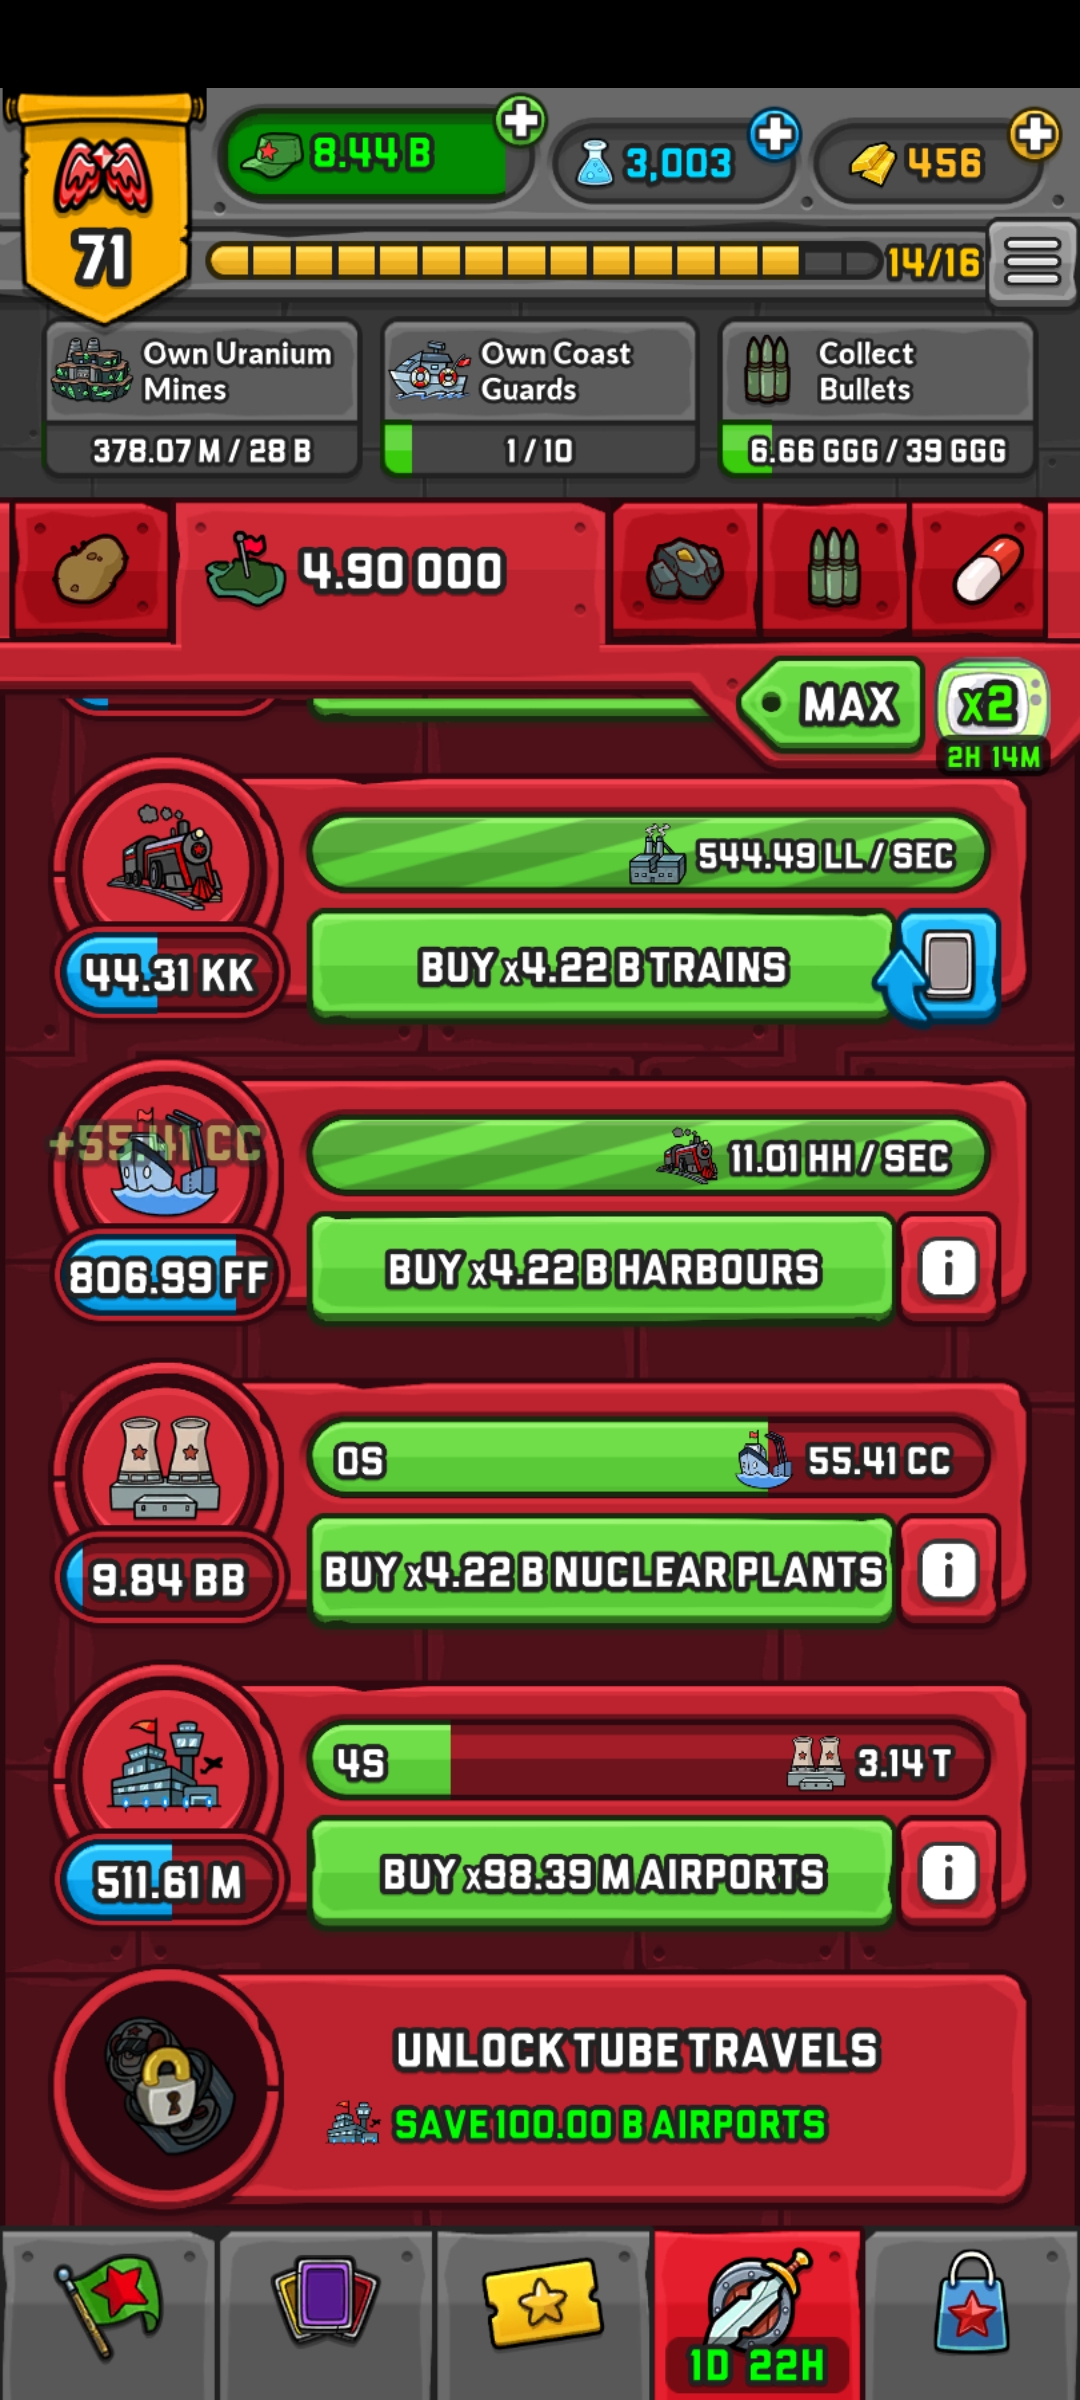 71
8.44 B
3,003
456
14/16
Own Uranium
Mines
378.07 M / 28 B
Own Coast
Guards
1 / 10
Collect
Bullets
6.66 GGG / 39 GGG
4.90 000
MAX
x2
2H 14M
544.49 LL / SEC
44.31 KK
BUY x4.22 B TRAINS
+55.41 CC
11.01 HH / SEC
806.99 FF
BUY x4.22 B HARBOURS
i
0S
55.41 CC
9.84 BB
BUY x4.22 B NUCLEAR PLANTS
i
4S
3.14 T
511.61 M
BUY x98.39 M AIRPORTS
i
UNLOCK TUBE TRAVELS
SAVE 100.00 B AIRPORTS
1D 22H